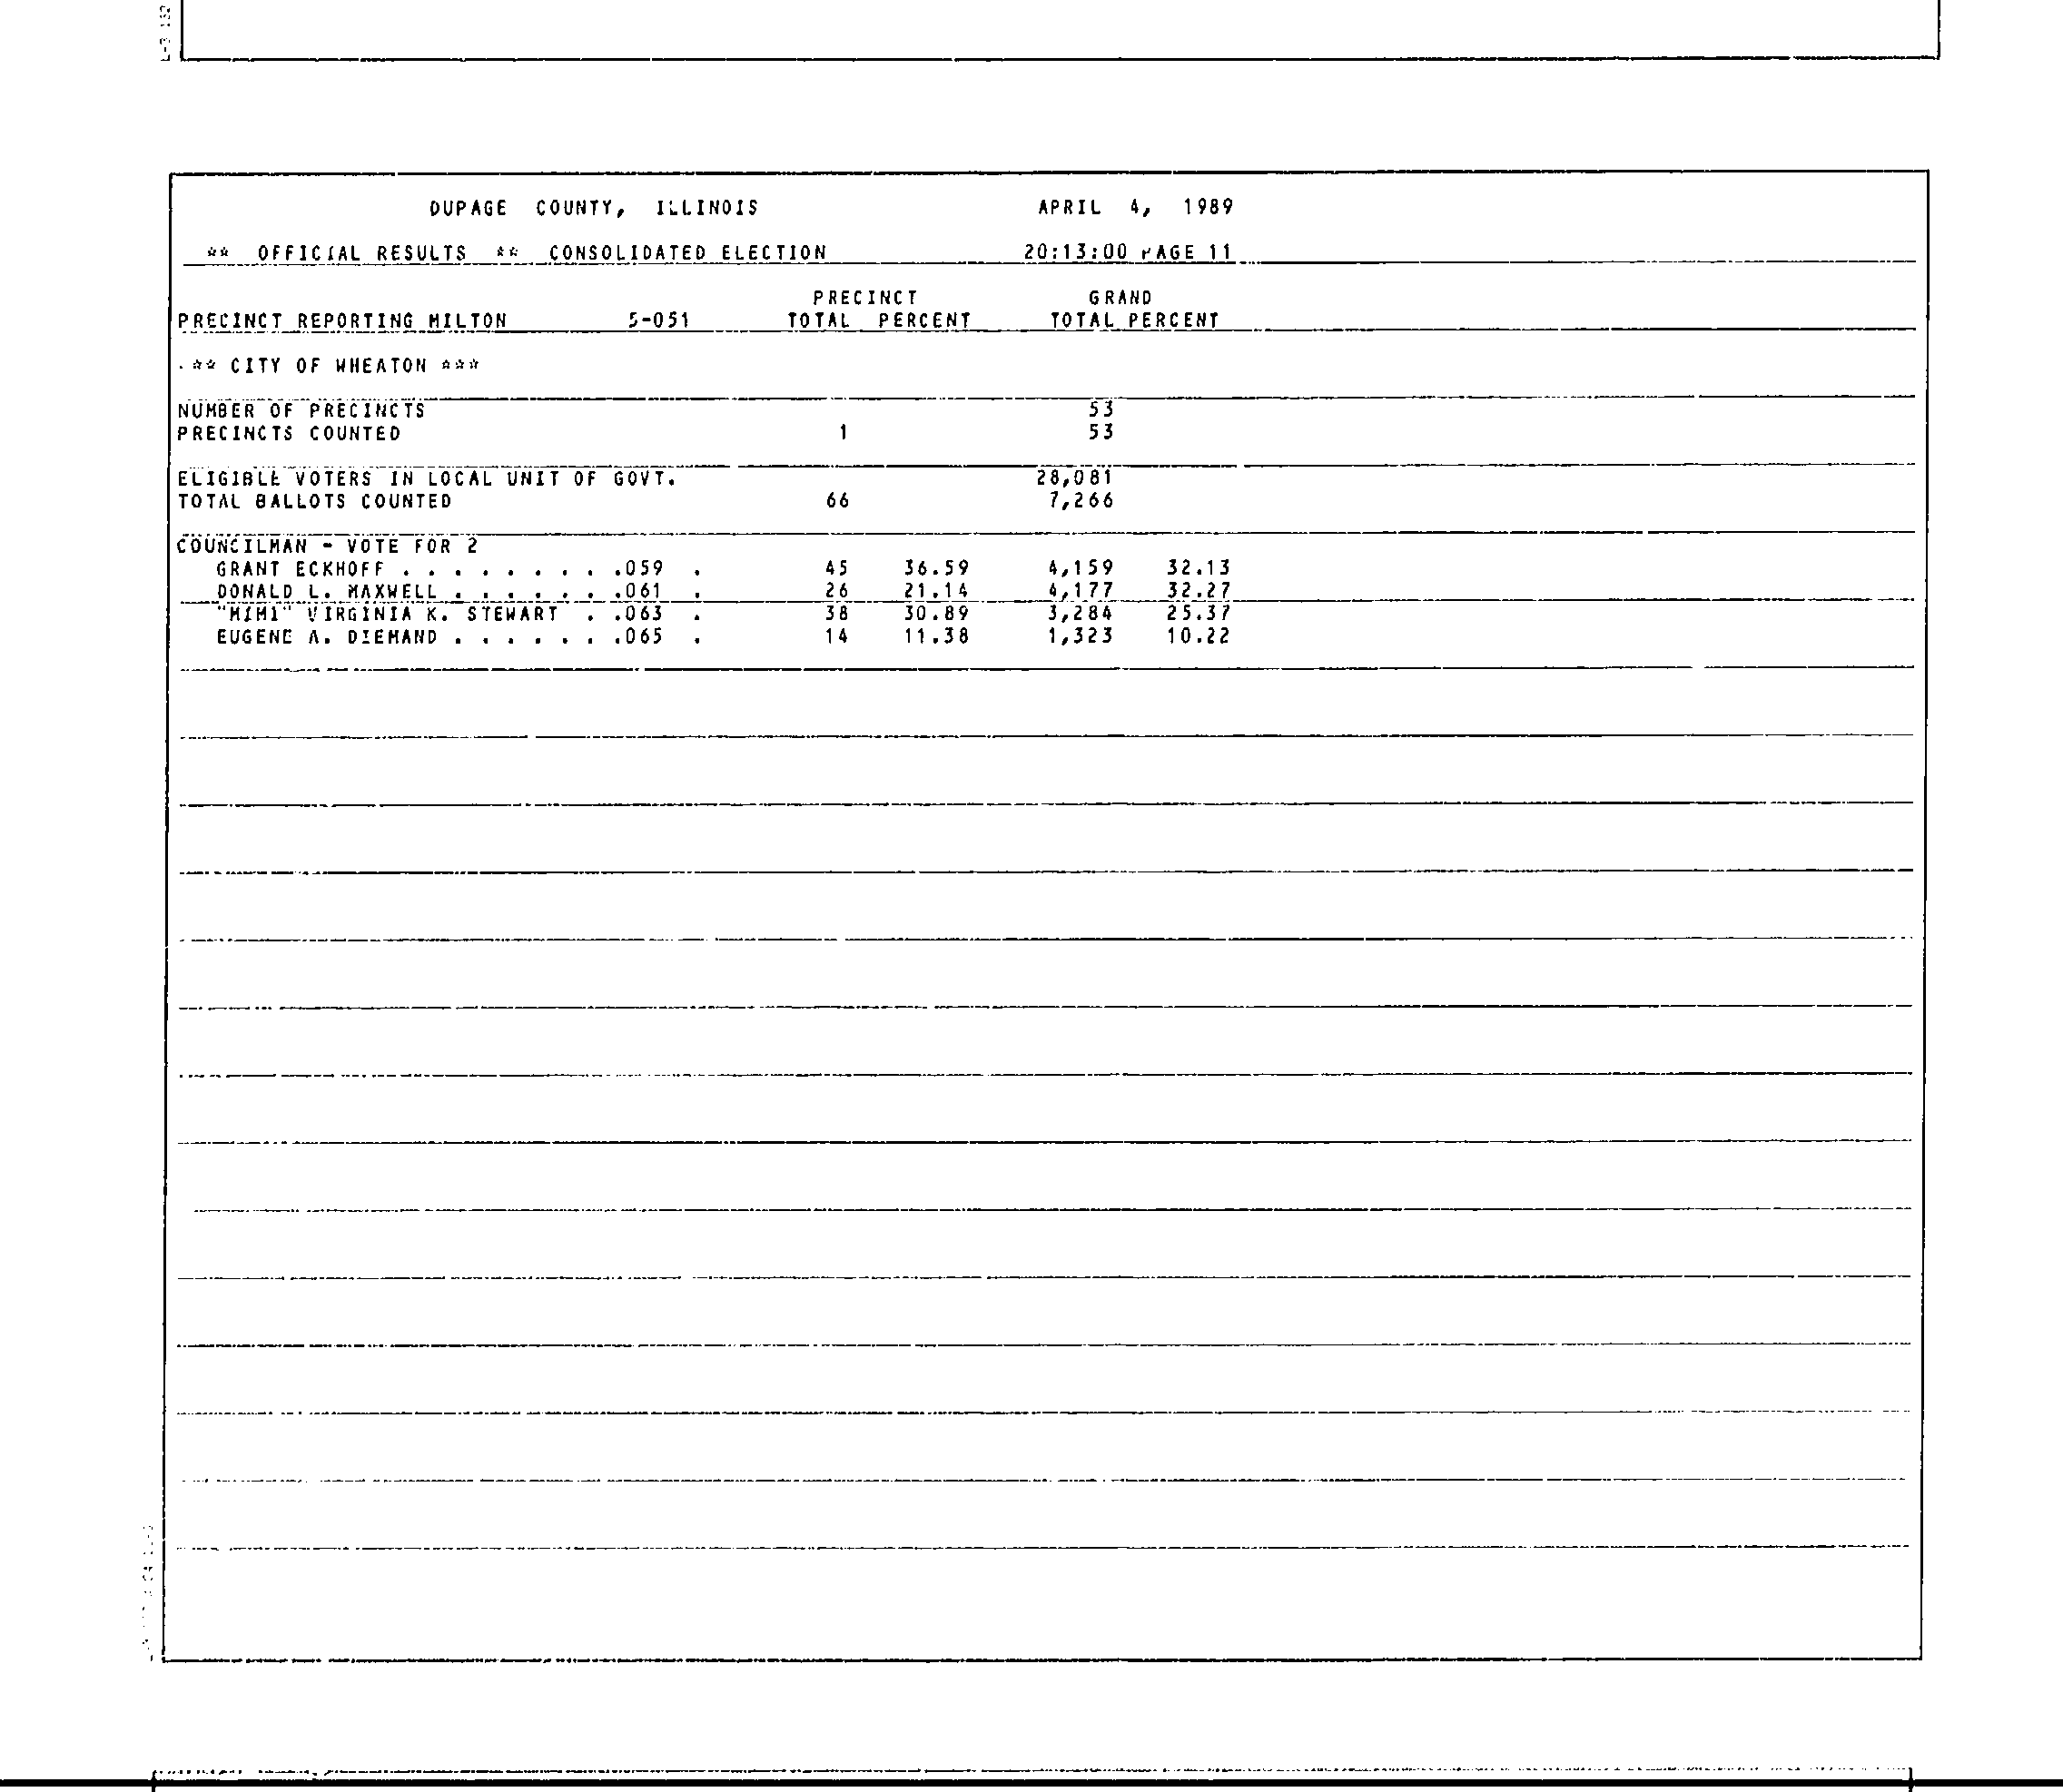 DUPAGE COUNTY, ILLINOIS APRIL 4, 1989
** OFFICIAL RESULTS ** CONSOLIDATED ELECTION 20:13:00 PAGE 11
PRECINCT GRAND
PRECINCT REPORTING MILTON 5-051 TOTAL PERCENT TOTAL PERCENT
.** CITY OF WHEATON ***
NUMBER OF PRECINCTS 53
PRECINCTS COUNTED 1 53
ELIGIBLE VOTERS IN LOCAL UNIT OF GOVT. 28,081
TOTAL BALLOTS COUNTED 66 7,266
COUNCILMAN - VOTE FOR 2
GRANT ECKHOFF . . . . . . . . .059 . 45 36.59 4,159 32.13
DONALD L. MAXWELL . . . . . . .061 . 26 21.14 4,177 32.27
"MIMI" VIRGINIA K. STEWART . .063 . 38 30.89 3,284 25.37
EUGENE A. DIEMAND . . . . . . .065 . 14 11.38 1,323 10.22